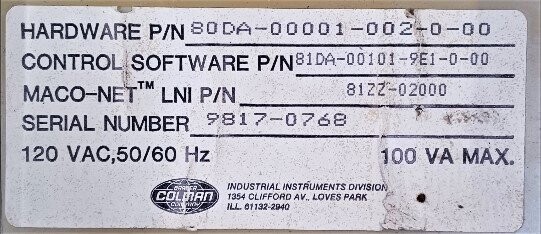 HARDWARE P/N 80DA-00001-002-0-00
CONTROL SOFTWARE P/N 81DA-00101-9E1-0-00
MACO-NET™ LNI P/N 81ZZ-02000
SERIAL NUMBER 9817-0768
120 VAC,50/60 Hz 100 VA MAX.
BARBER
COLMAN
COMPANY
INDUSTRIAL INSTRUMENTS DIVISION
1354 CLIFFORD AV., LOVES PARK
ILL. 61132-2940